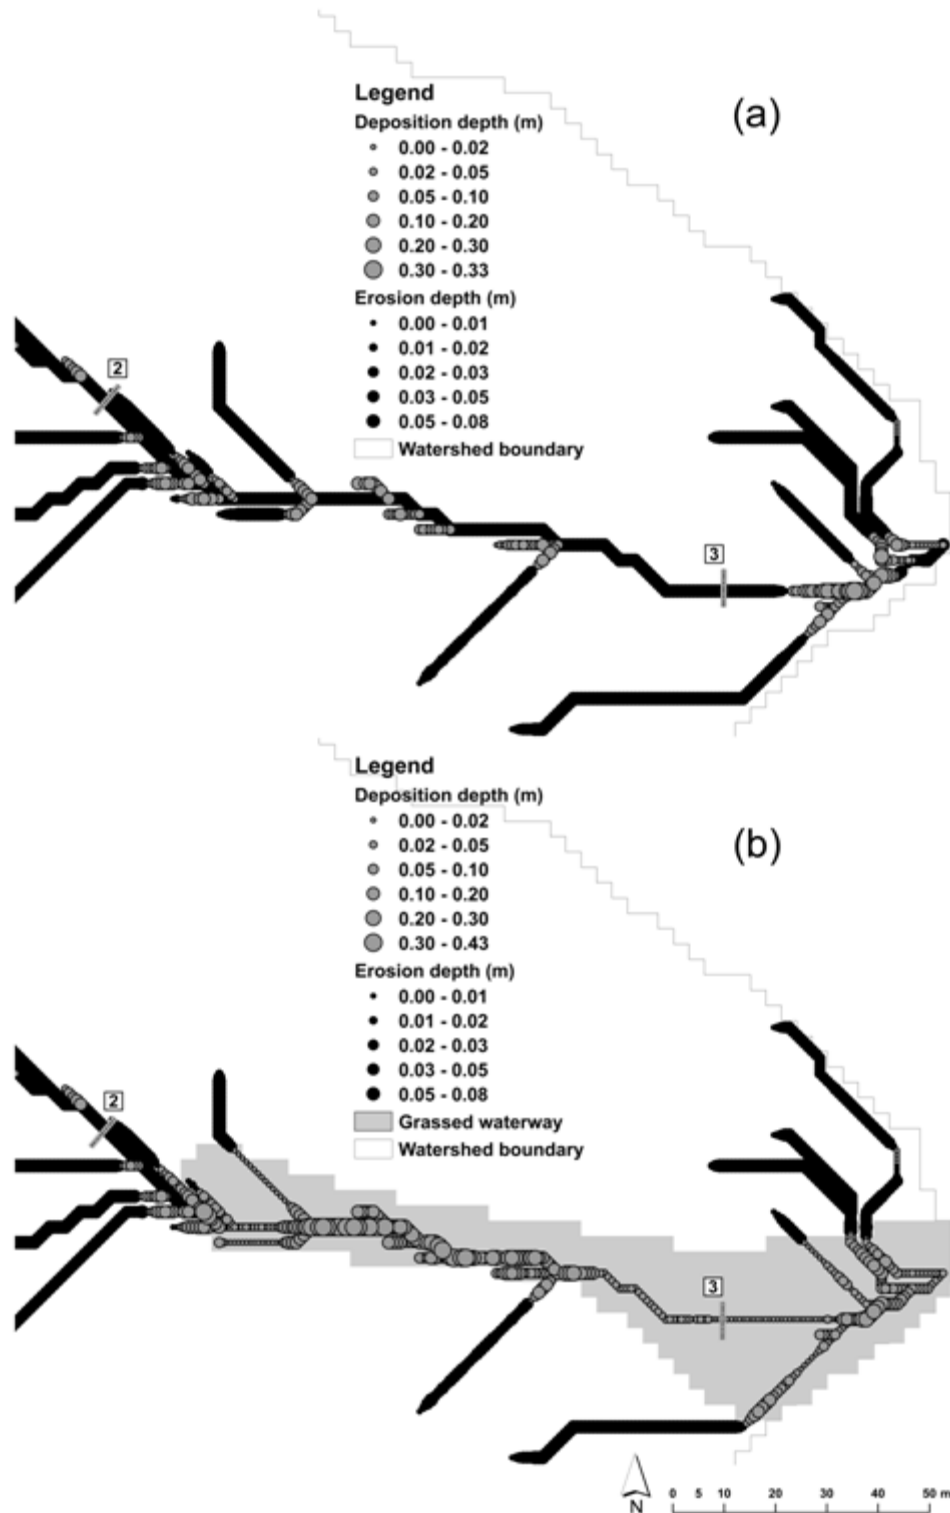 (a)
Legend
Deposition depth (m)
0.00 - 0.02
0.02 - 0.05
0.05 - 0.10
0.10 - 0.20
0.20 - 0.30
0.30 - 0.33
Erosion depth (m)
0.00 - 0.01
0.01 - 0.02
0.02 - 0.03
0.03 - 0.05
0.05 - 0.08
Watershed boundary
2
3
(b)
Legend
Deposition depth (m)
0.00 - 0.02
0.02 - 0.05
0.05 - 0.10
0.10 - 0.20
0.20 - 0.30
0.30 - 0.43
Erosion depth (m)
0.00 - 0.01
0.01 - 0.02
0.02 - 0.03
0.03 - 0.05
0.05 - 0.08
Grassed waterway
Watershed boundary
2
3
N
0 5 10 20 30 40 50 m